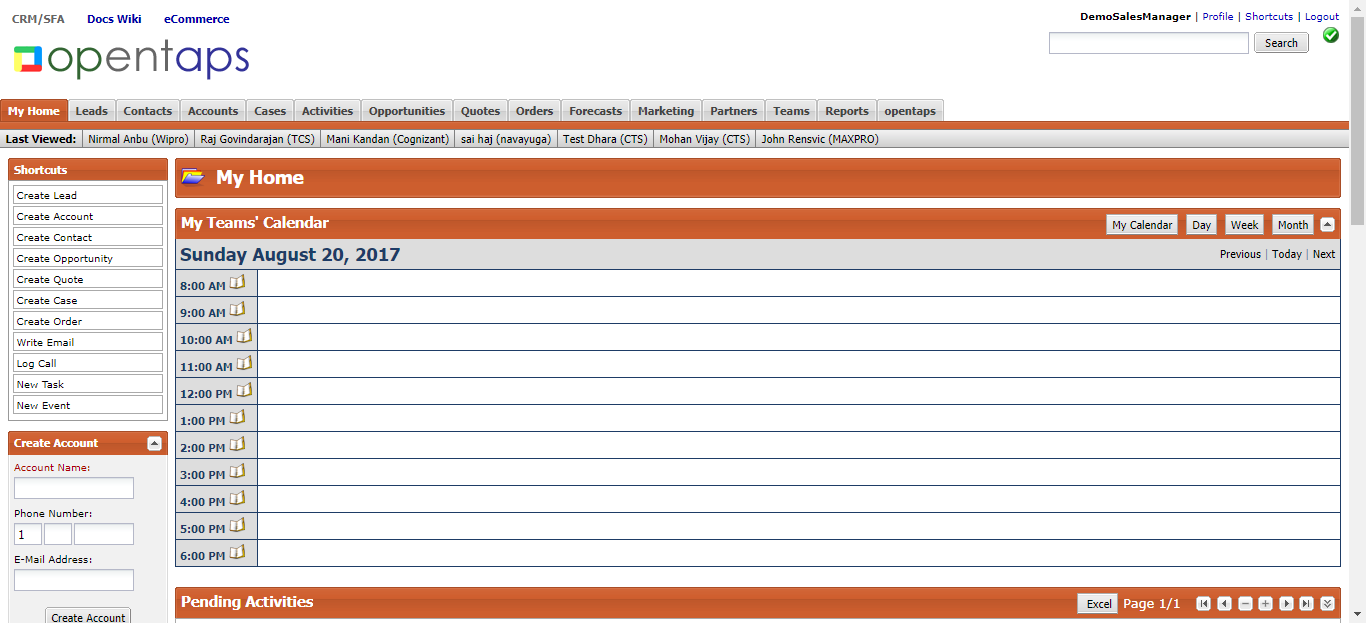 CRM/SFA Docs Wiki eCommerce
DemoSalesManager | Profile | Shortcuts | Logout
opentaps
Search
My Home Leads Contacts Accounts Cases Activities Opportunities Quotes Orders Forecasts Marketing Partners Teams Reports opentaps
Last Viewed: Nirmal Anbu (Wipro) Raj Govindarajan (TCS) Mani Kandan (Cognizant) sai haj (navayuga) Test Dhara (CTS) Mohan Vijay (CTS) John Rensvic (MAXPRO)
Shortcuts
Create Lead
Create Account
Create Contact
Create Opportunity
Create Quote
Create Case
Create Order
Write Email
Log Call
New Task
New Event
Create Account
Account Name:
Phone Number:
1
E-Mail Address:
Create Account
My Home
My Teams' Calendar My Calendar Day Week Month
Sunday August 20, 2017 Previous | Today | Next
8:00 AM
9:00 AM
10:00 AM
11:00 AM
12:00 PM
1:00 PM
2:00 PM
3:00 PM
4:00 PM
5:00 PM
6:00 PM
Pending Activities Excel Page 1/1